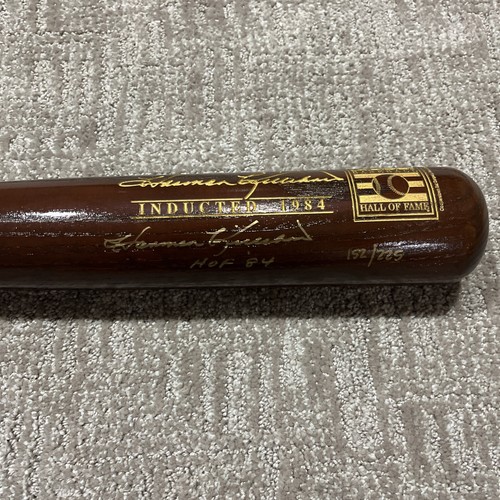 Harmon Killebrew
INDUCTED 1984
HALL OF FAME
Harmon Killebrew
HOF 84
152/225